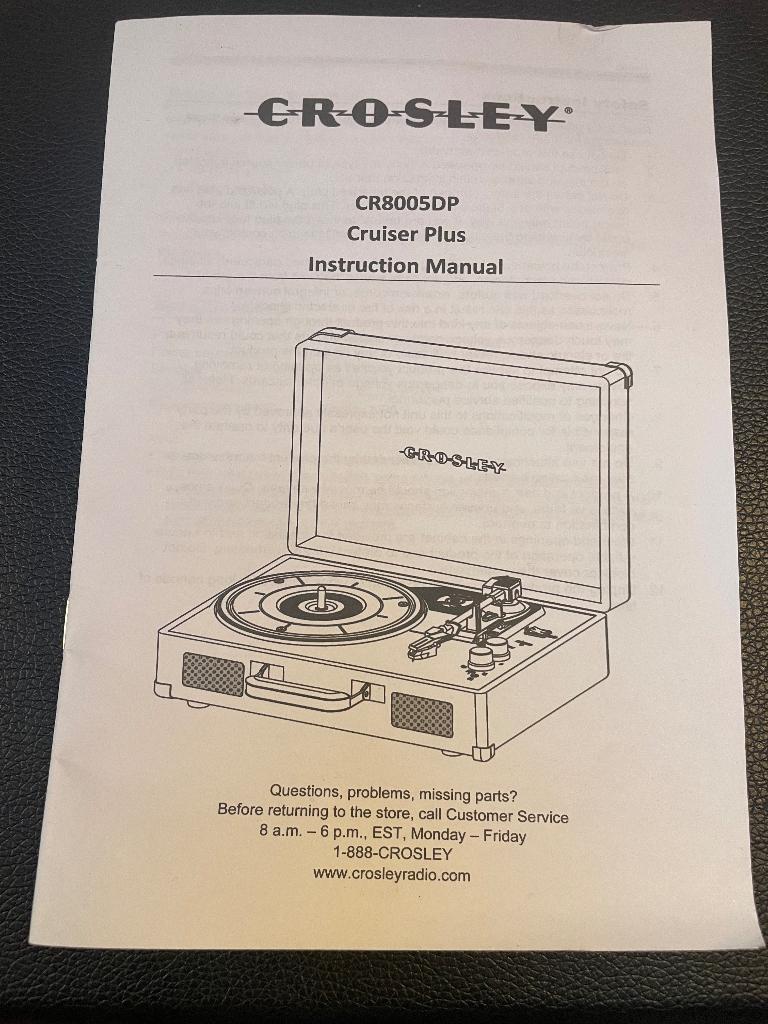 CROSLEY®
CR8005DP
Cruiser Plus
Instruction Manual
CROSLEY
Questions, problems, missing parts?
Before returning to the store, call Customer Service
8 a.m. – 6 p.m., EST, Monday – Friday
1-888-CROSLEY
www.crosleyradio.com